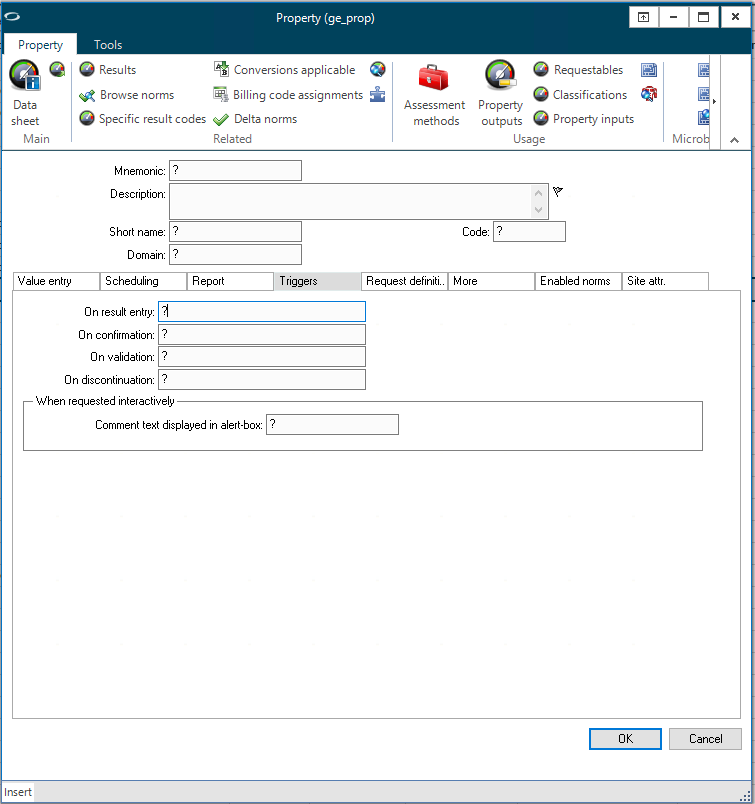 Property (ge_prop)
Property Tools
Results Conversions applicable Requestables
Data sheet Browse norms Billing code assignments Assessment methods Property outputs Classifications
Specific result codes Delta norms Property inputs
Main Related Usage Microb
Mnemonic: ?
Description:
Short name: ? Code: ?
Domain: ?
Value entry Scheduling Report Triggers Request definiti.. More Enabled norms Site attr.
On result entry: ?
On confirmation: ?
On validation: ?
On discontinuation: ?
When requested interactively
Comment text displayed in alert-box: ?
OK Cancel
Insert